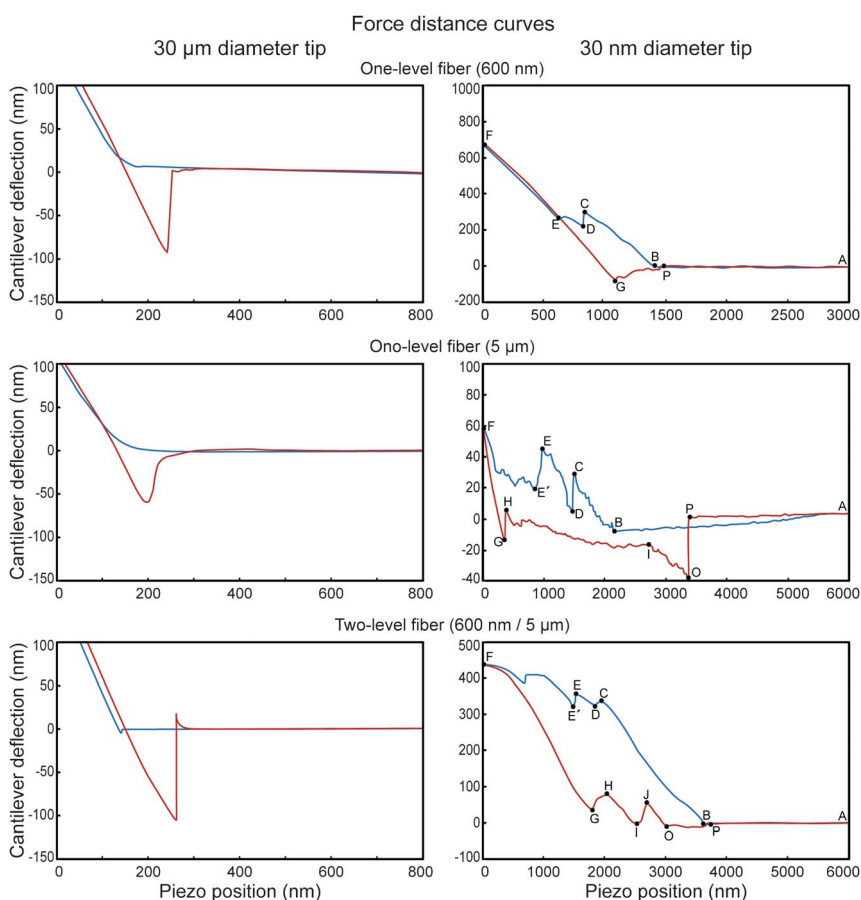 Force distance curves
30 µm diameter tip 30 nm diameter tip
One-level fiber (600 nm)
Cantilever deflection (nm)
100
50
0
-50
-100
-150
0 200 400 600 800
1000
800
600
400
200
0
-200
F
E
C
D
G
B
P
A
0 500 1000 1500 2000 2500 3000
Ono-level fiber (5 µm)
Cantilever deflection (nm)
100
50
0
-50
-100
-150
0 200 400 600 800
100
80
60
40
20
0
-20
-40
F
H
G
E
E´
C
D
B
I
P
O
A
0 1000 2000 3000 4000 5000 6000
Two-level fiber (600 nm / 5 µm)
Cantilever deflection (nm)
100
50
0
-50
-100
-150
0 200 400 600 800
Piezo position (nm)
500
400
300
200
100
0
-100
F
E
E´
C
D
G
H
I
J
O
B
P
A
0 1000 2000 3000 4000 5000 6000
Piezo position (nm)